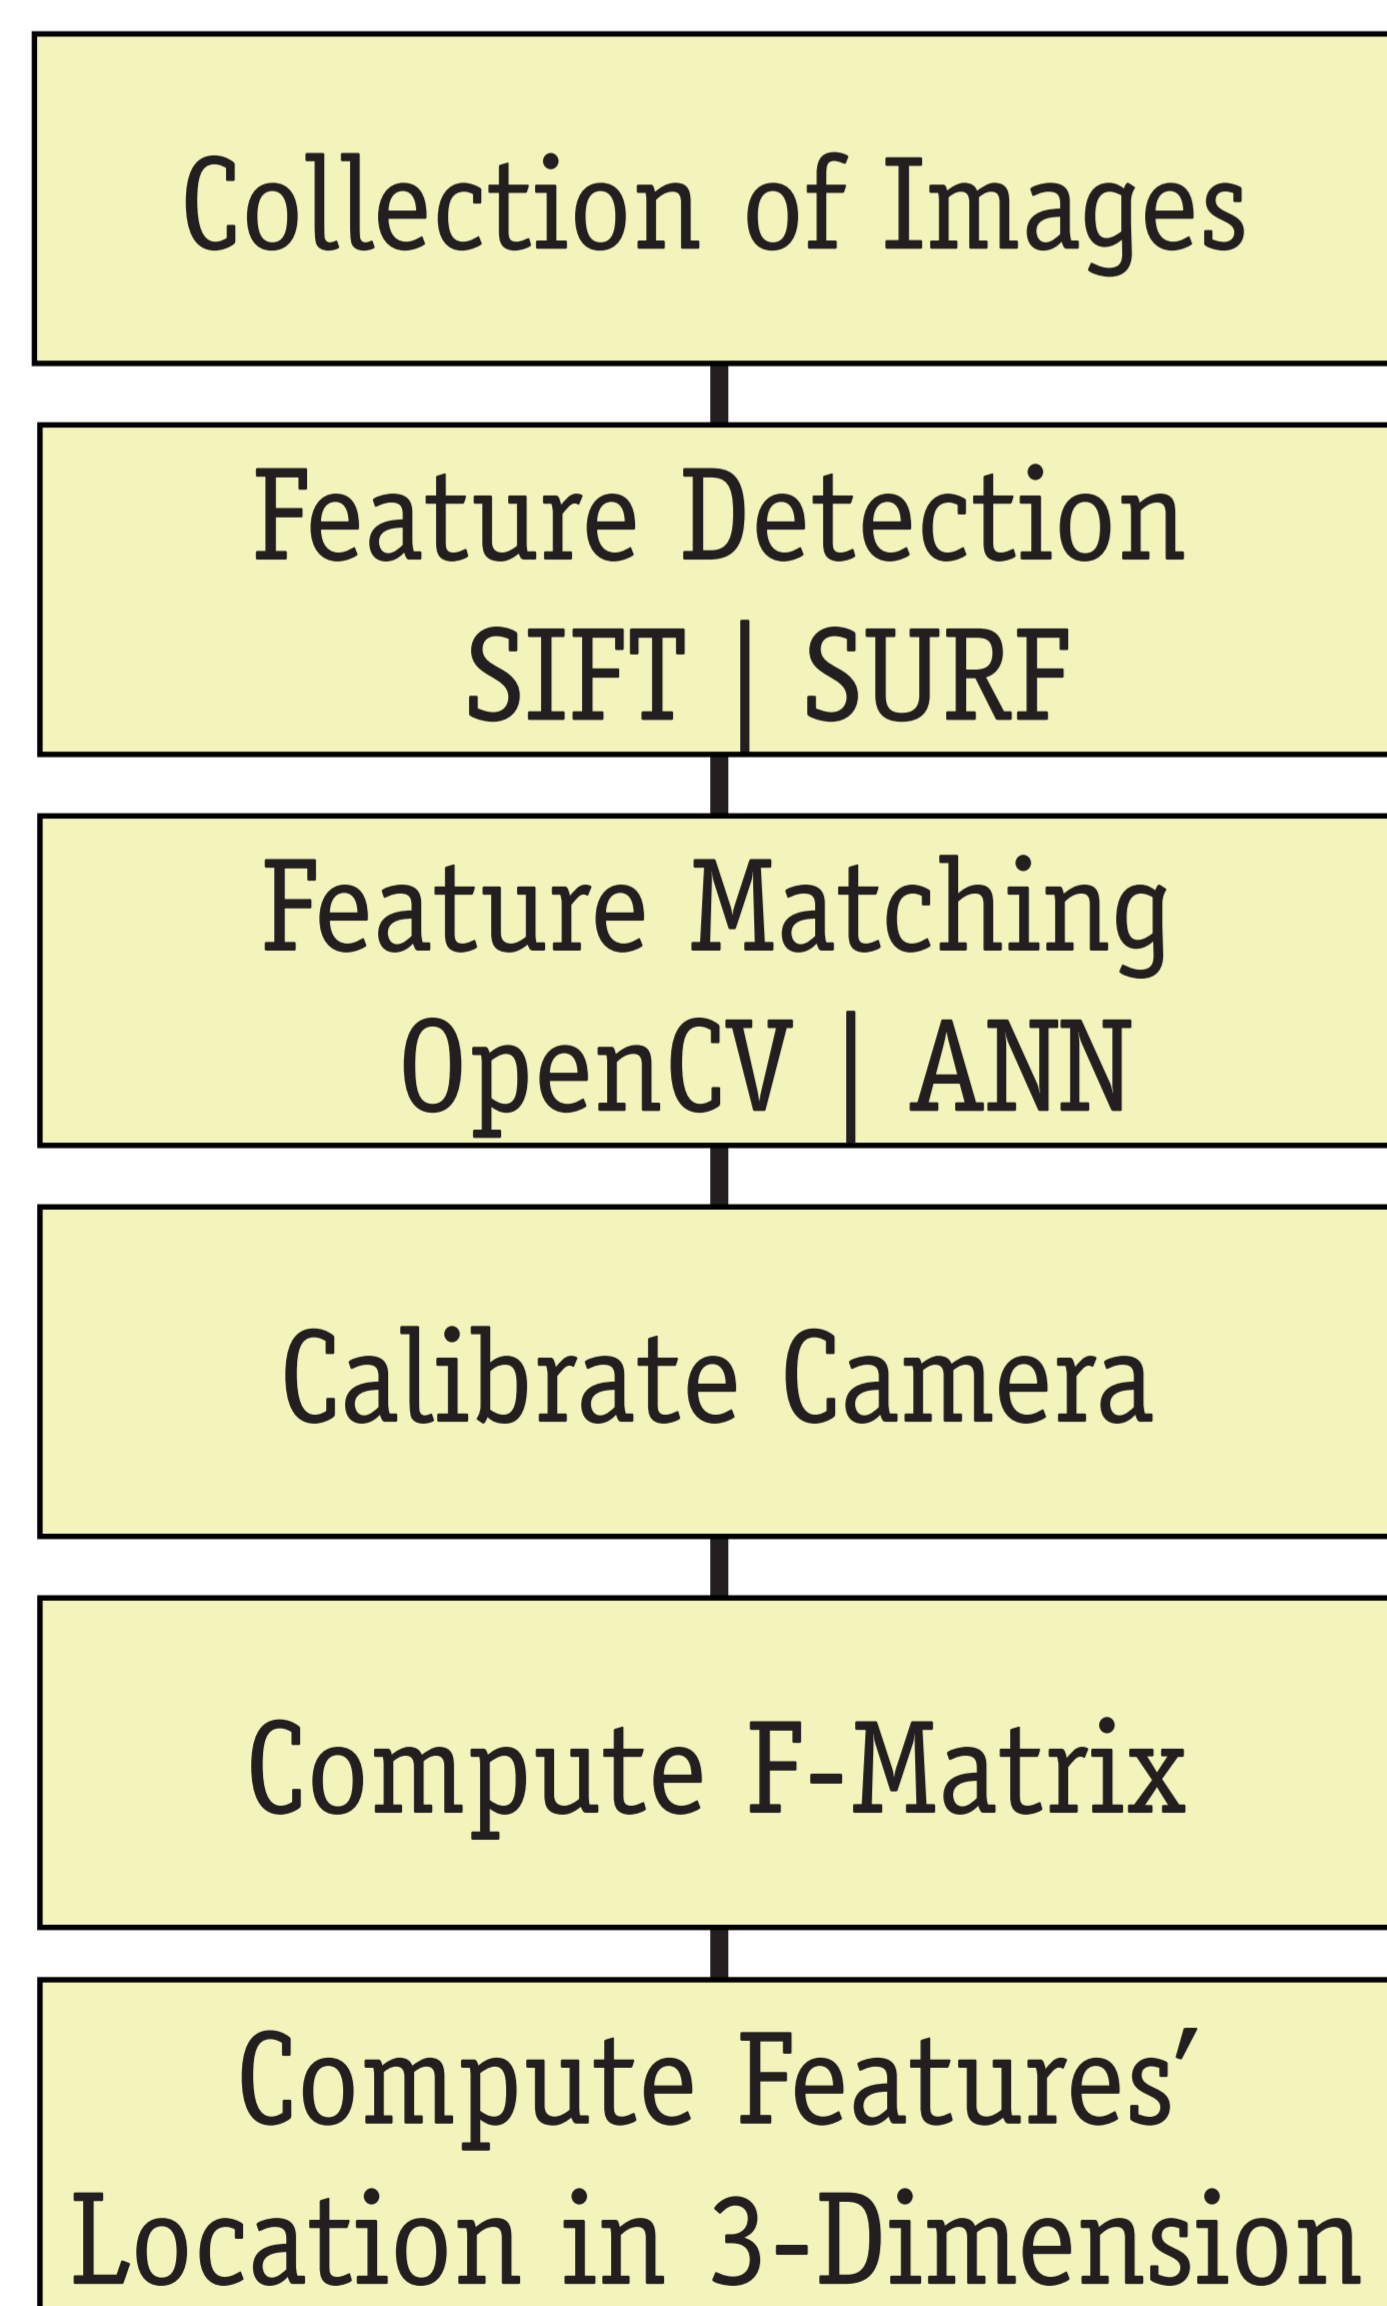 Collection of Images
Feature Detection
SIFT | SURF
Feature Matching
OpenCV | ANN
Calibrate Camera
Compute F-Matrix
Compute Features’
Location in 3-Dimension